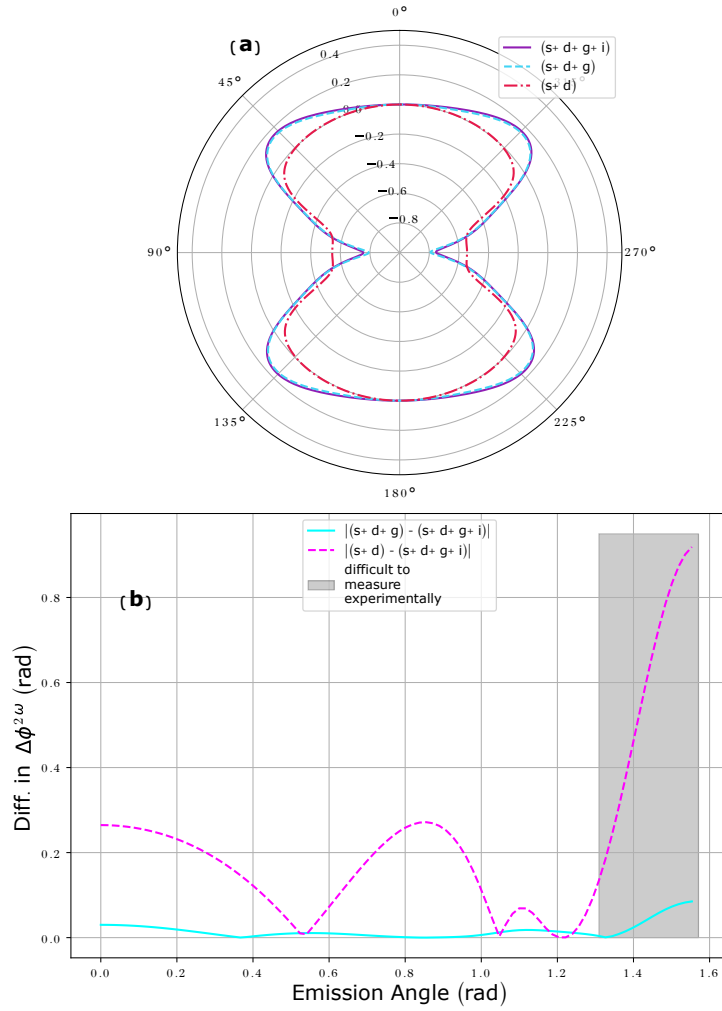 0°
(a)
(s+ d+ g+ i)
(s+ d+ g)
(s+ d)
45°
90°
135°
180°
225°
270°
0.4
0.2
0.0
−0.2
−0.4
−0.6
−0.8
|(s+ d+ g) - (s+ d+ g+ i)|
|(s+ d) - (s+ d+ g+ i)|
difficult to
measure
experimentally
(b)
Diff. in Δϕ²ω (rad)
0.8
0.6
0.4
0.2
0.0
0.0 0.2 0.4 0.6 0.8 1.0 1.2 1.4 1.6
Emission Angle (rad)